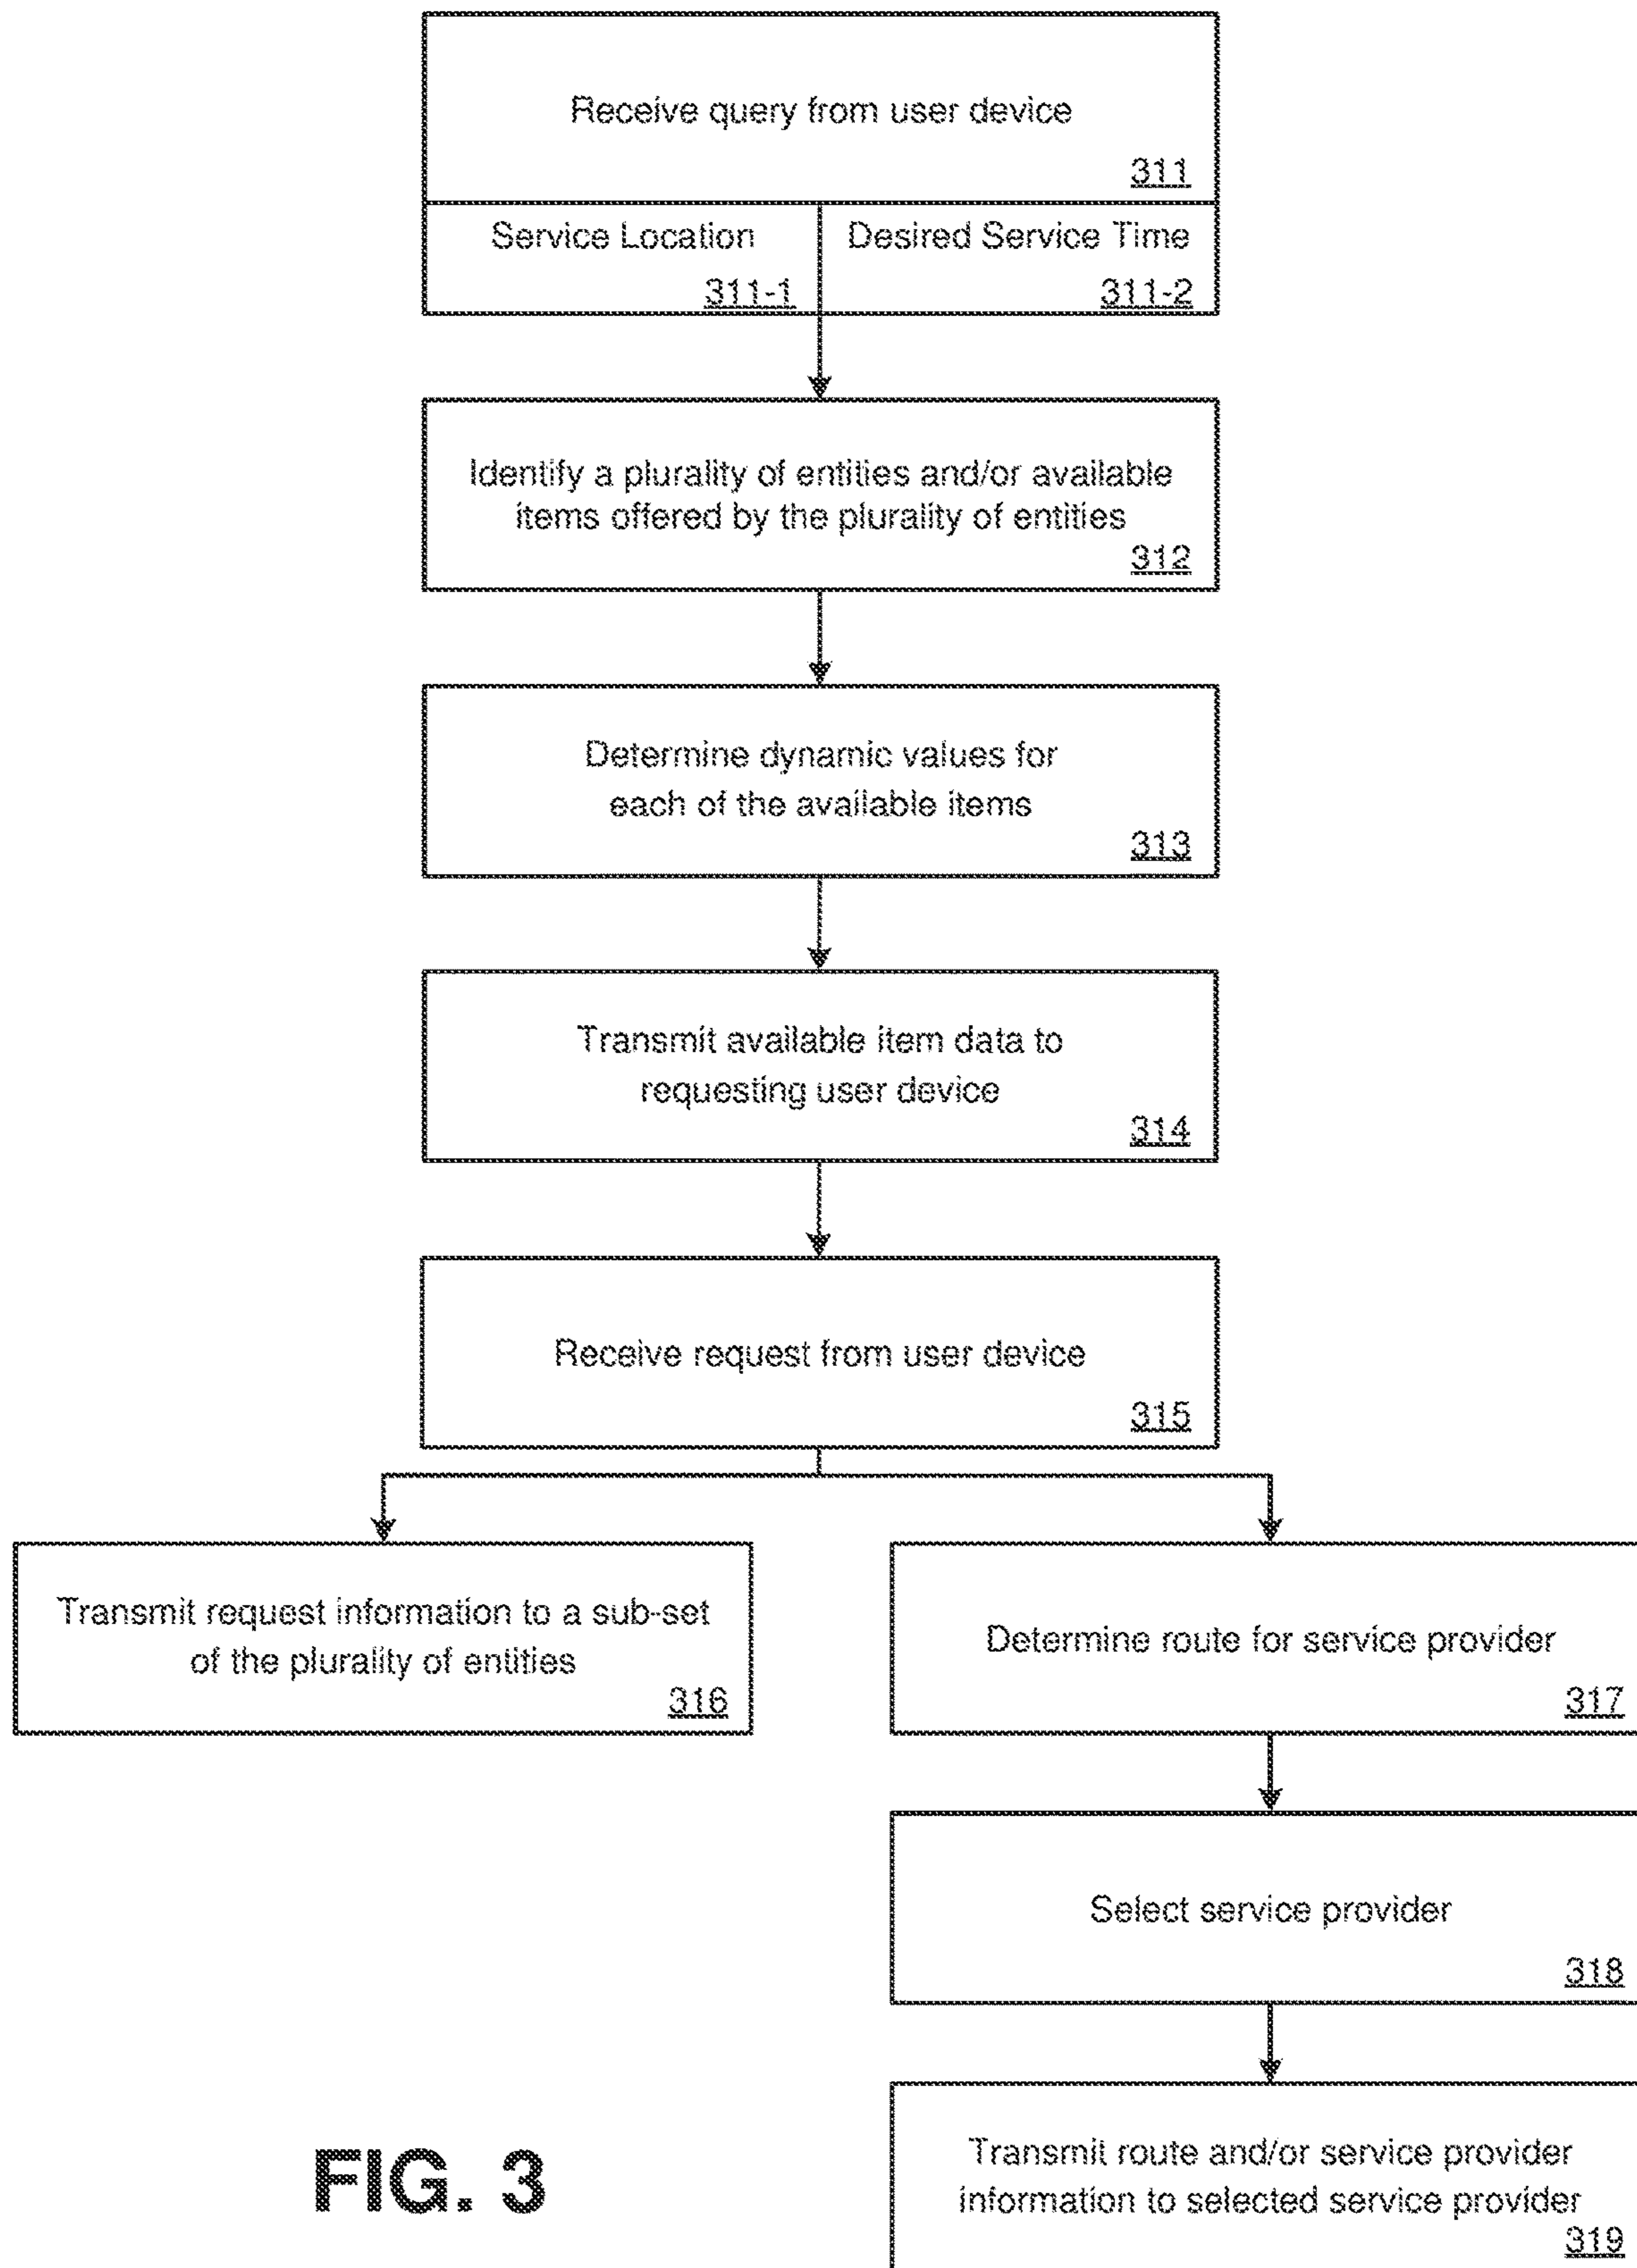 Receive query from user device
311
Service Location
311-1
Desired Service Time
311-2
Identify a plurality of entities and/or available
items offered by the plurality of entities
312
Determine dynamic values for
each of the available items
313
Transmit available item data to
requesting user device
314
Receive request from user device
315
Transmit request information to a sub-set
of the plurality of entities
316
Determine route for service provider
317
Select service provider
318
Transmit route and/or service provider
information to selected service provider
319
FIG. 3